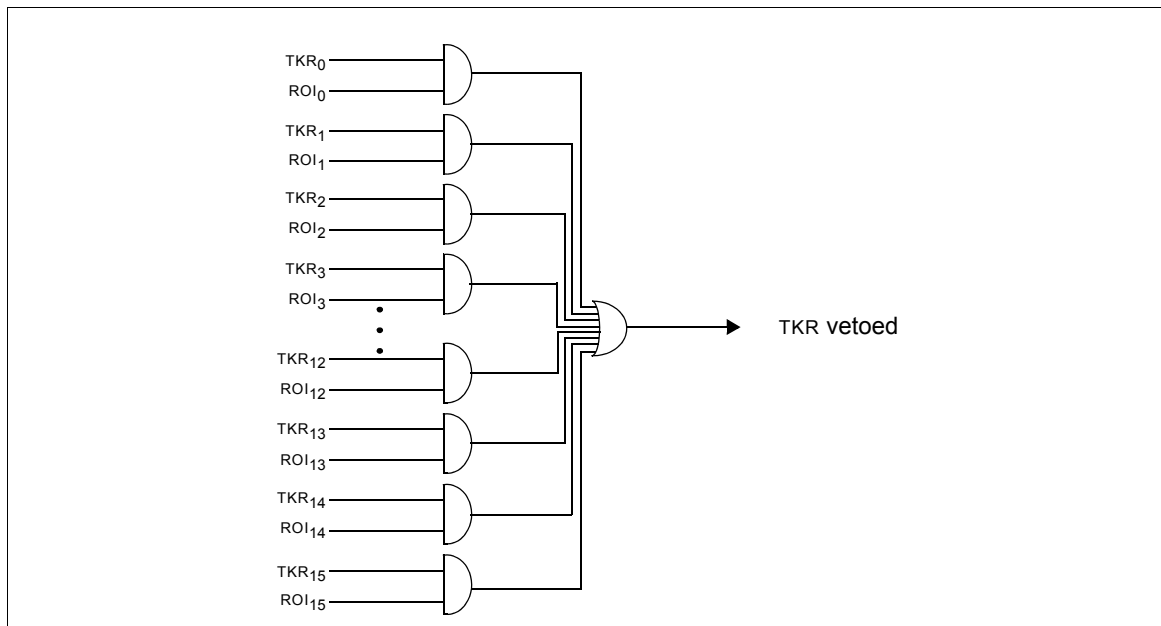 TKR0
ROI0
TKR1
ROI1
TKR2
ROI2
TKR3
ROI3
TKR vetoed
TKR12
ROI12
TKR13
ROI13
TKR14
ROI14
TKR15
ROI15